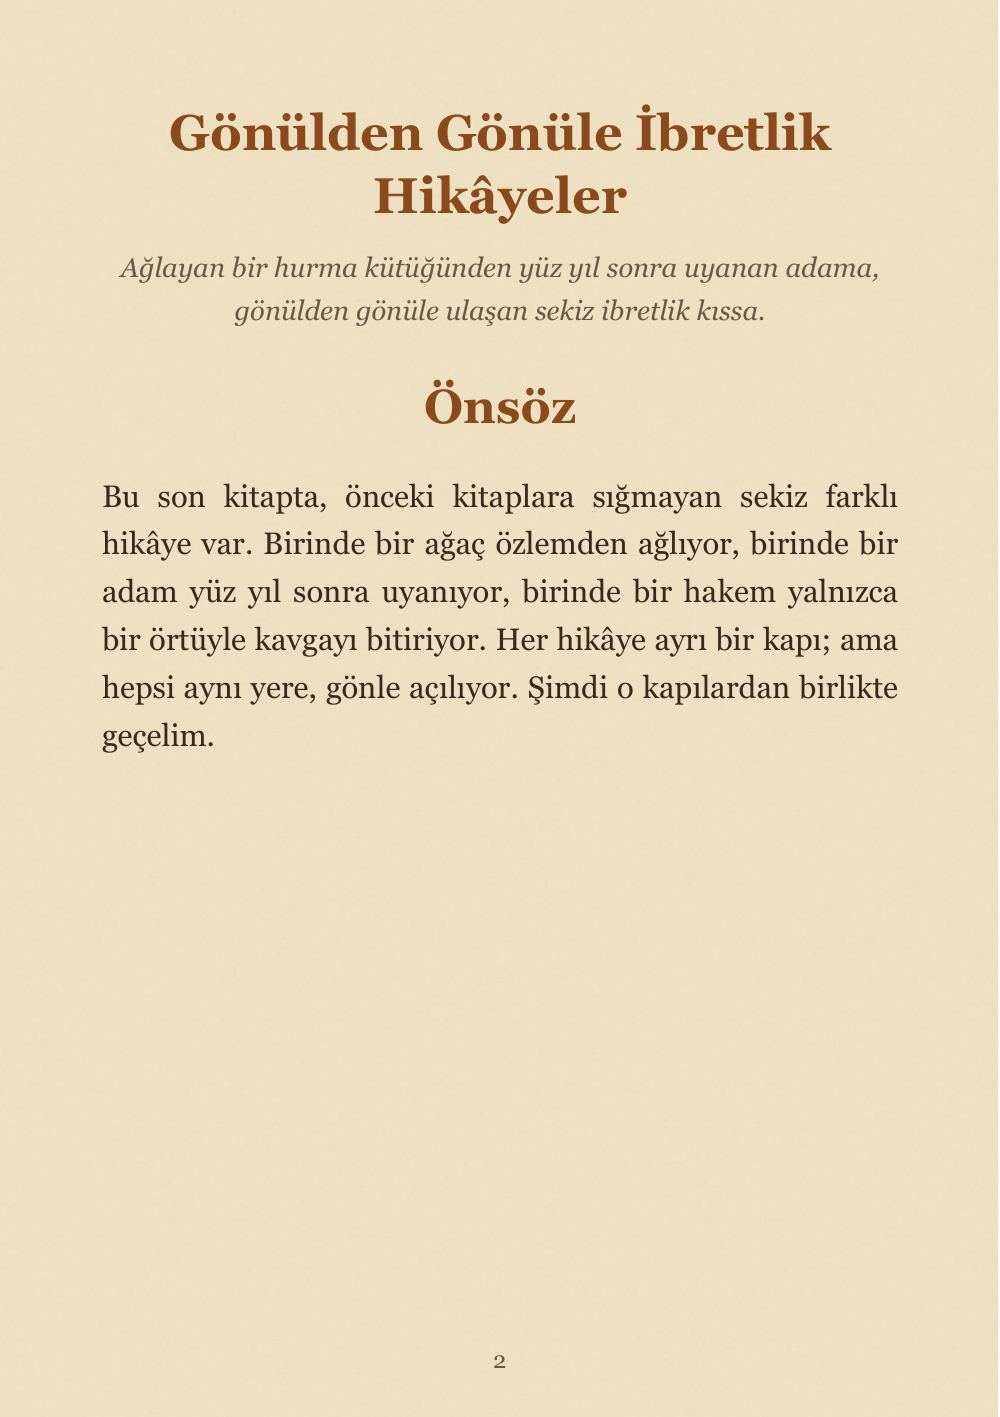 Gönülden Gönüle İbretlik
Hikâyeler
Ağlayan bir hurma kütüğünden yüz yıl sonra uyanan adama,
gönülden gönüle ulaşan sekiz ibretlik kıssa.
Önsöz
Bu son kitapta, önceki kitaplara sığmayan sekiz farklı
hikâye var. Birinde bir ağaç özlemden ağlıyor, birinde bir
adam yüz yıl sonra uyanıyor, birinde bir hakem yalnızca
bir örtüyle kavgayı bitiriyor. Her hikâye ayrı bir kapı; ama
hepsi aynı yere, gönle açılıyor. Şimdi o kapılardan birlikte
geçelim.
2